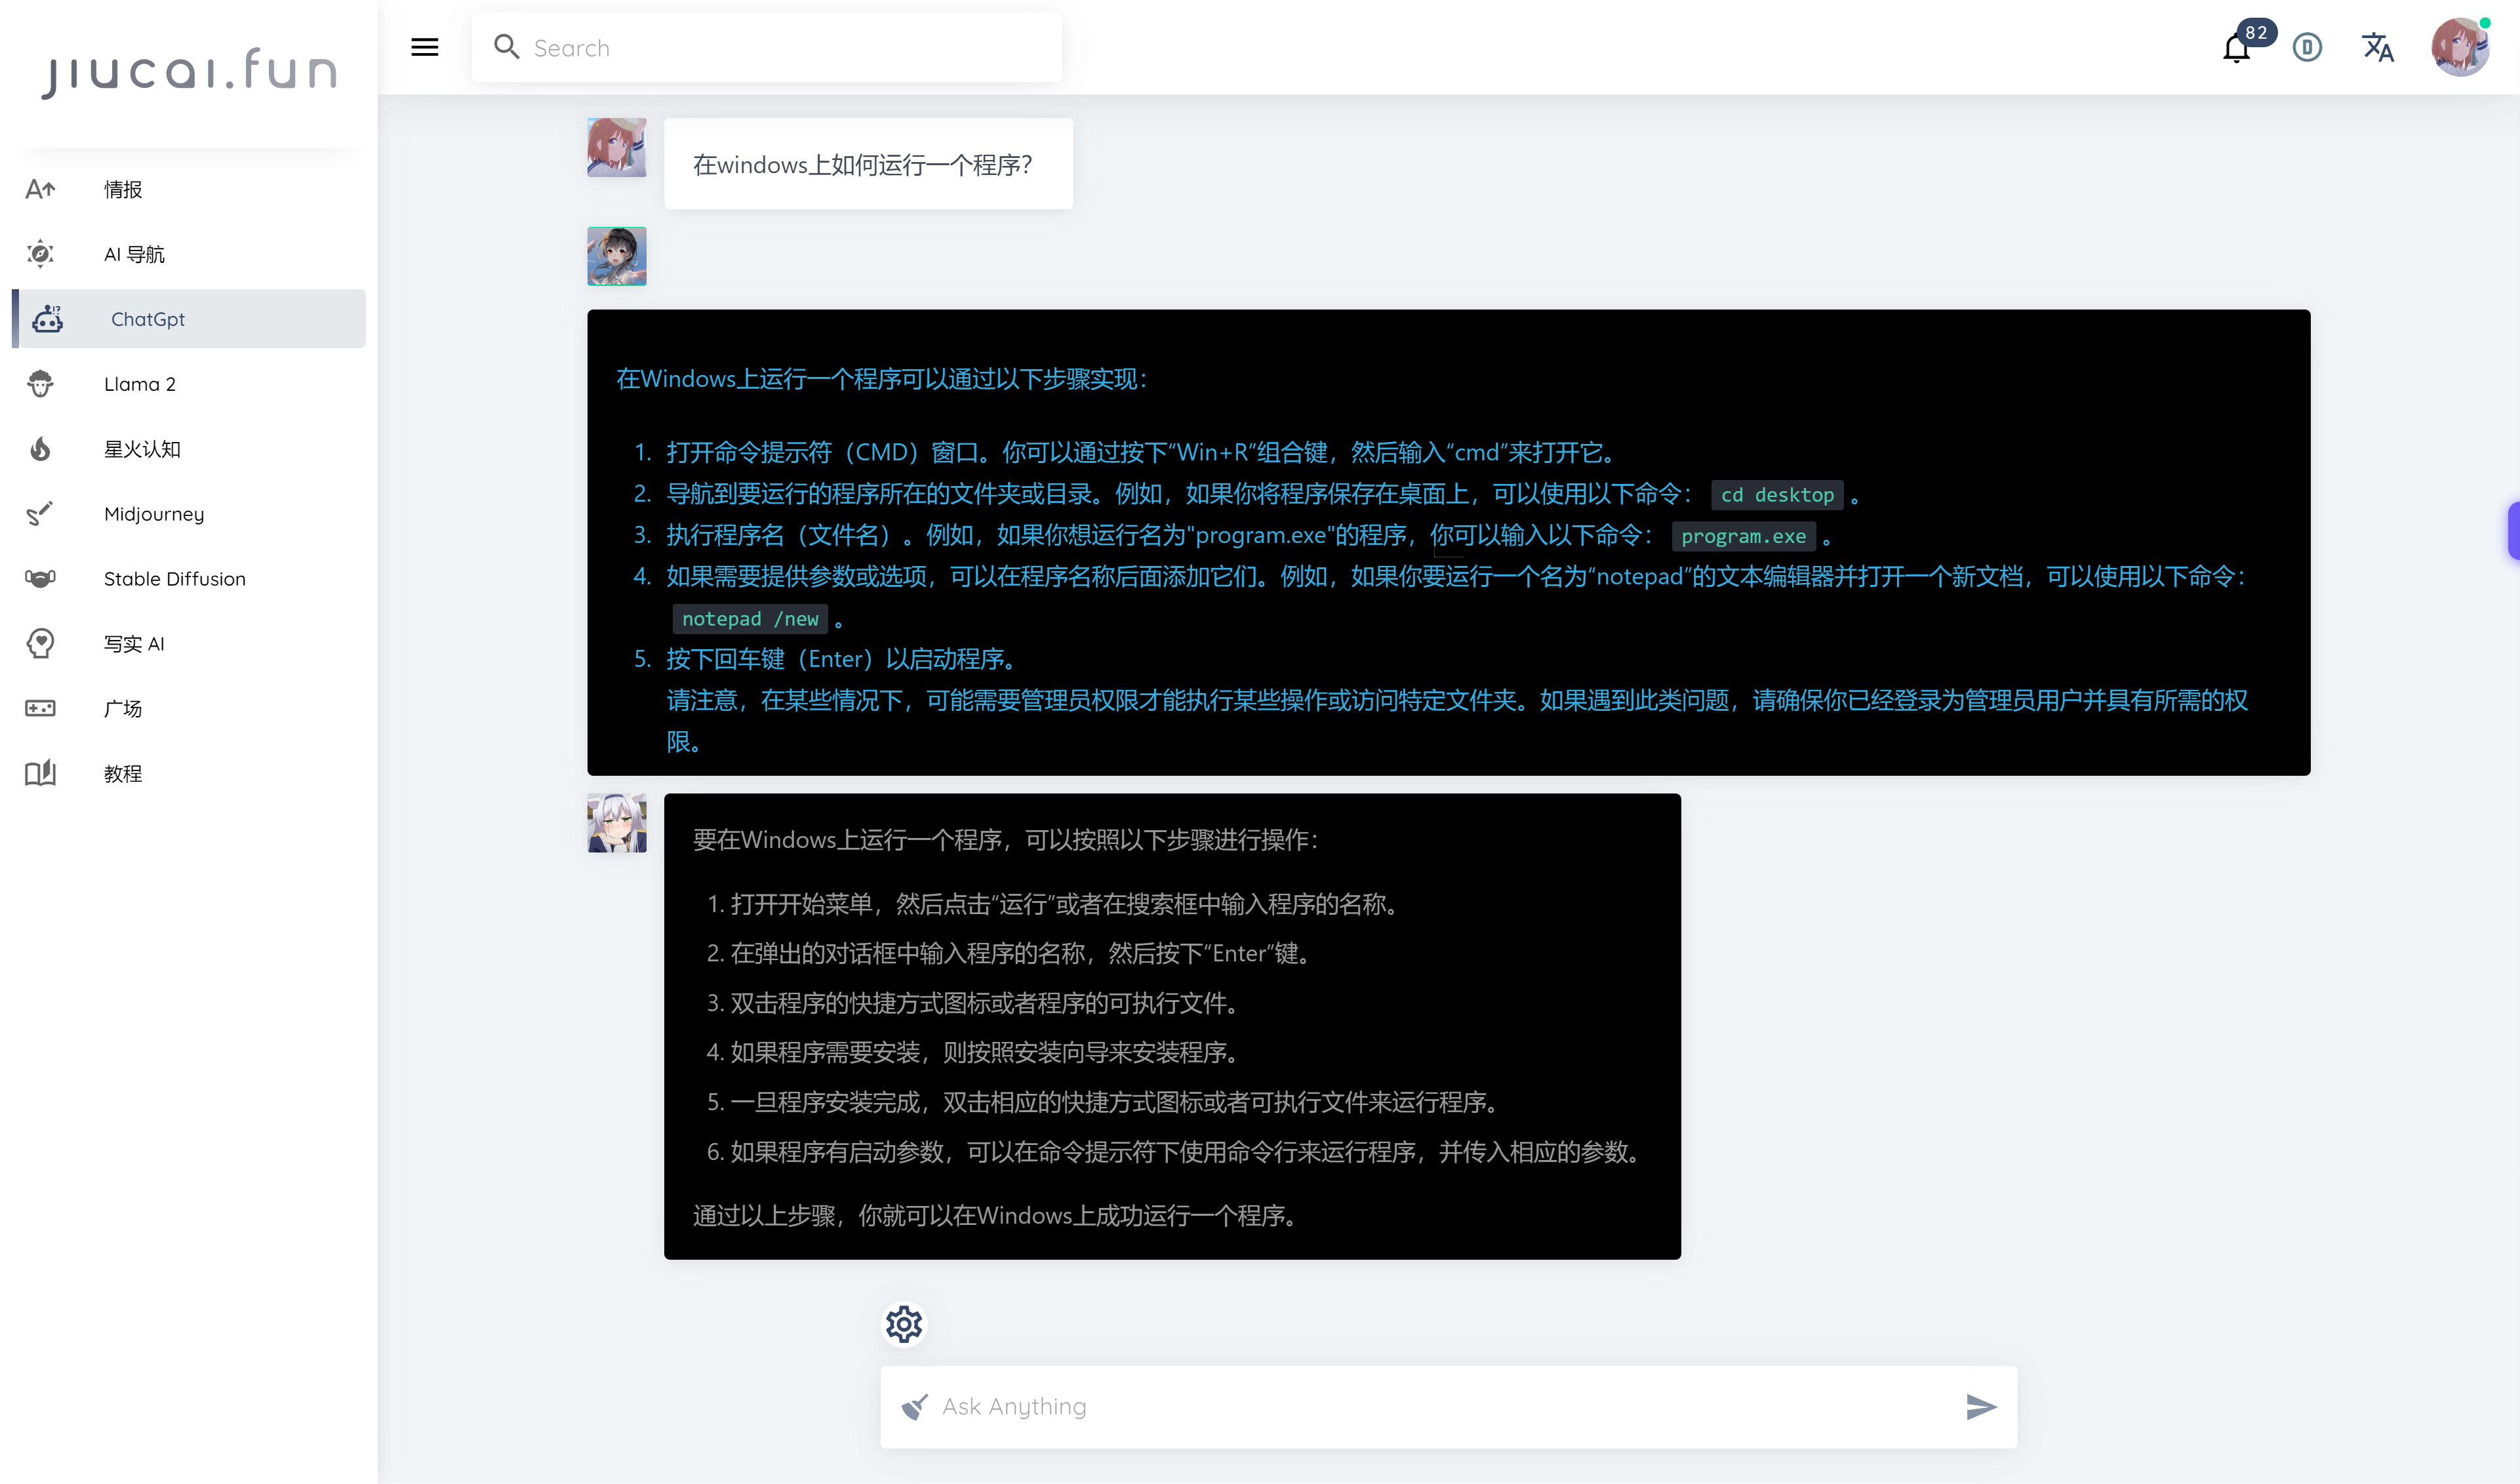 jiucai.fun
Search
82
D
情报
AI 导航
ChatGpt
Llama 2
星火认知
Midjourney
Stable Diffusion
写实 AI
广场
教程
在windows上如何运行一个程序？
在Windows上运行一个程序可以通过以下步骤实现：
1. 打开命令提示符（CMD）窗口。你可以通过按下“Win+R”组合键，然后输入“cmd”来打开它。
2. 导航到要运行的程序所在的文件夹或目录。例如，如果你将程序保存在桌面上，可以使用以下命令： cd desktop 。
3. 执行程序名（文件名）。例如，如果你想运行名为"program.exe"的程序，你可以输入以下命令： program.exe 。
4. 如果需要提供参数或选项，可以在程序名称后面添加它们。例如，如果你要运行一个名为“notepad”的文本编辑器并打开一个新文档，可以使用以下命令：
notepad /new 。
5. 按下回车键（Enter）以启动程序。
请注意，在某些情况下，可能需要管理员权限才能执行某些操作或访问特定文件夹。如果遇到此类问题，请确保你已经登录为管理员用户并具有所需的权
限。
要在Windows上运行一个程序，可以按照以下步骤进行操作：
1. 打开开始菜单，然后点击“运行”或者在搜索框中输入程序的名称。
2. 在弹出的对话框中输入程序的名称，然后按下“Enter”键。
3. 双击程序的快捷方式图标或者程序的可执行文件。
4. 如果程序需要安装，则按照安装向导来安装程序。
5. 一旦程序安装完成，双击相应的快捷方式图标或者可执行文件来运行程序。
6. 如果程序有启动参数，可以在命令提示符下使用命令行来运行程序，并传入相应的参数。
通过以上步骤，你就可以在Windows上成功运行一个程序。
Ask Anything